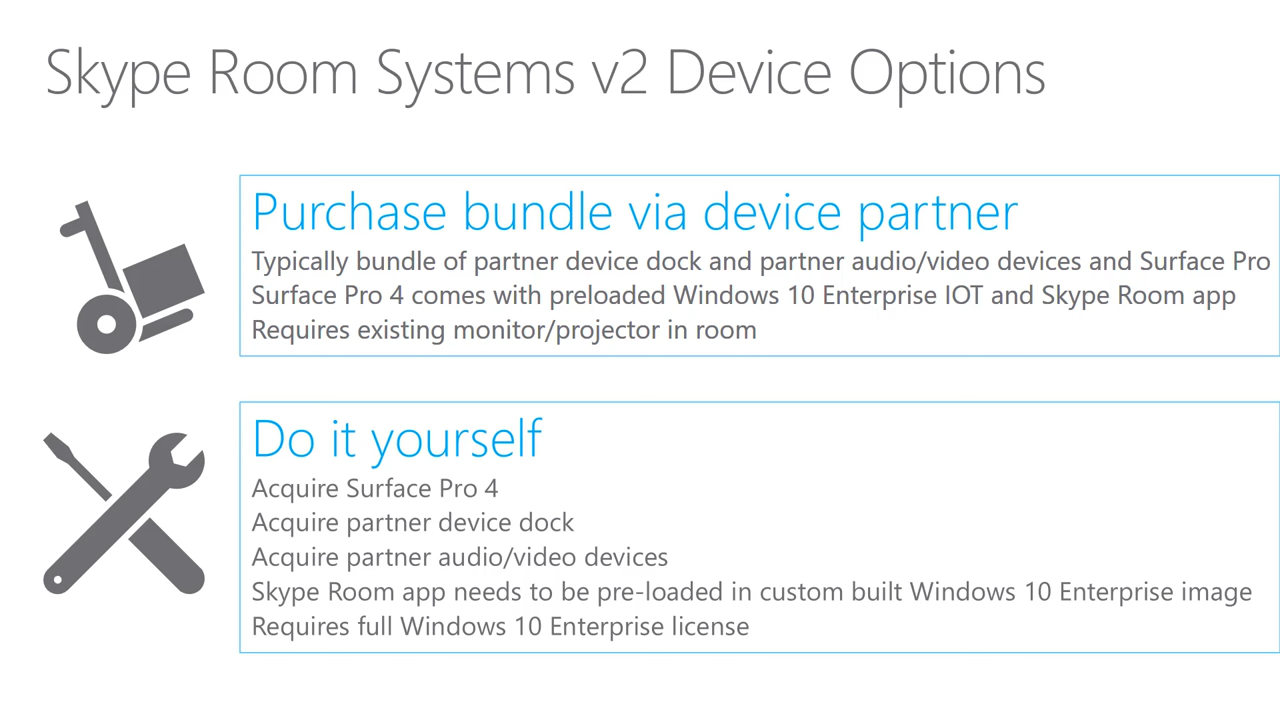 Skype Room Systems v2 Device Options
Purchase bundle via device partner
Typically bundle of partner device dock and partner audio/video devices and Surface Pro
Surface Pro 4 comes with preloaded Windows 10 Enterprise IOT and Skype Room app
Requires existing monitor/projector in room
Do it yourself
Acquire Surface Pro 4
Acquire partner device dock
Acquire partner audio/video devices
Skype Room app needs to be pre-loaded in custom built Windows 10 Enterprise image
Requires full Windows 10 Enterprise license